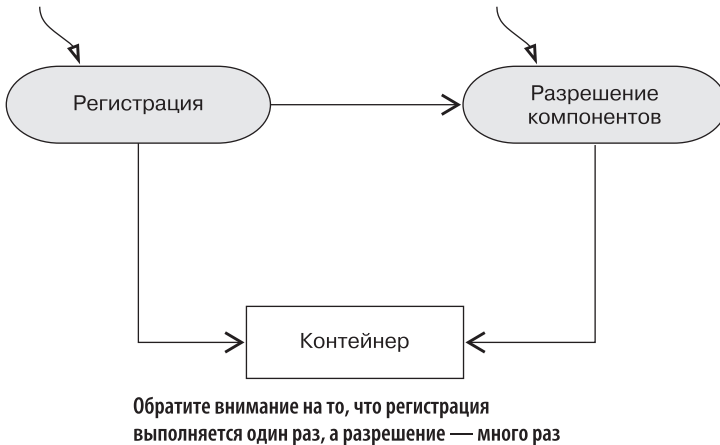 Регистрация
Разрешение
компонентов
Контейнер
Обратите внимание на то, что регистрация
выполняется один раз, а разрешение — много раз